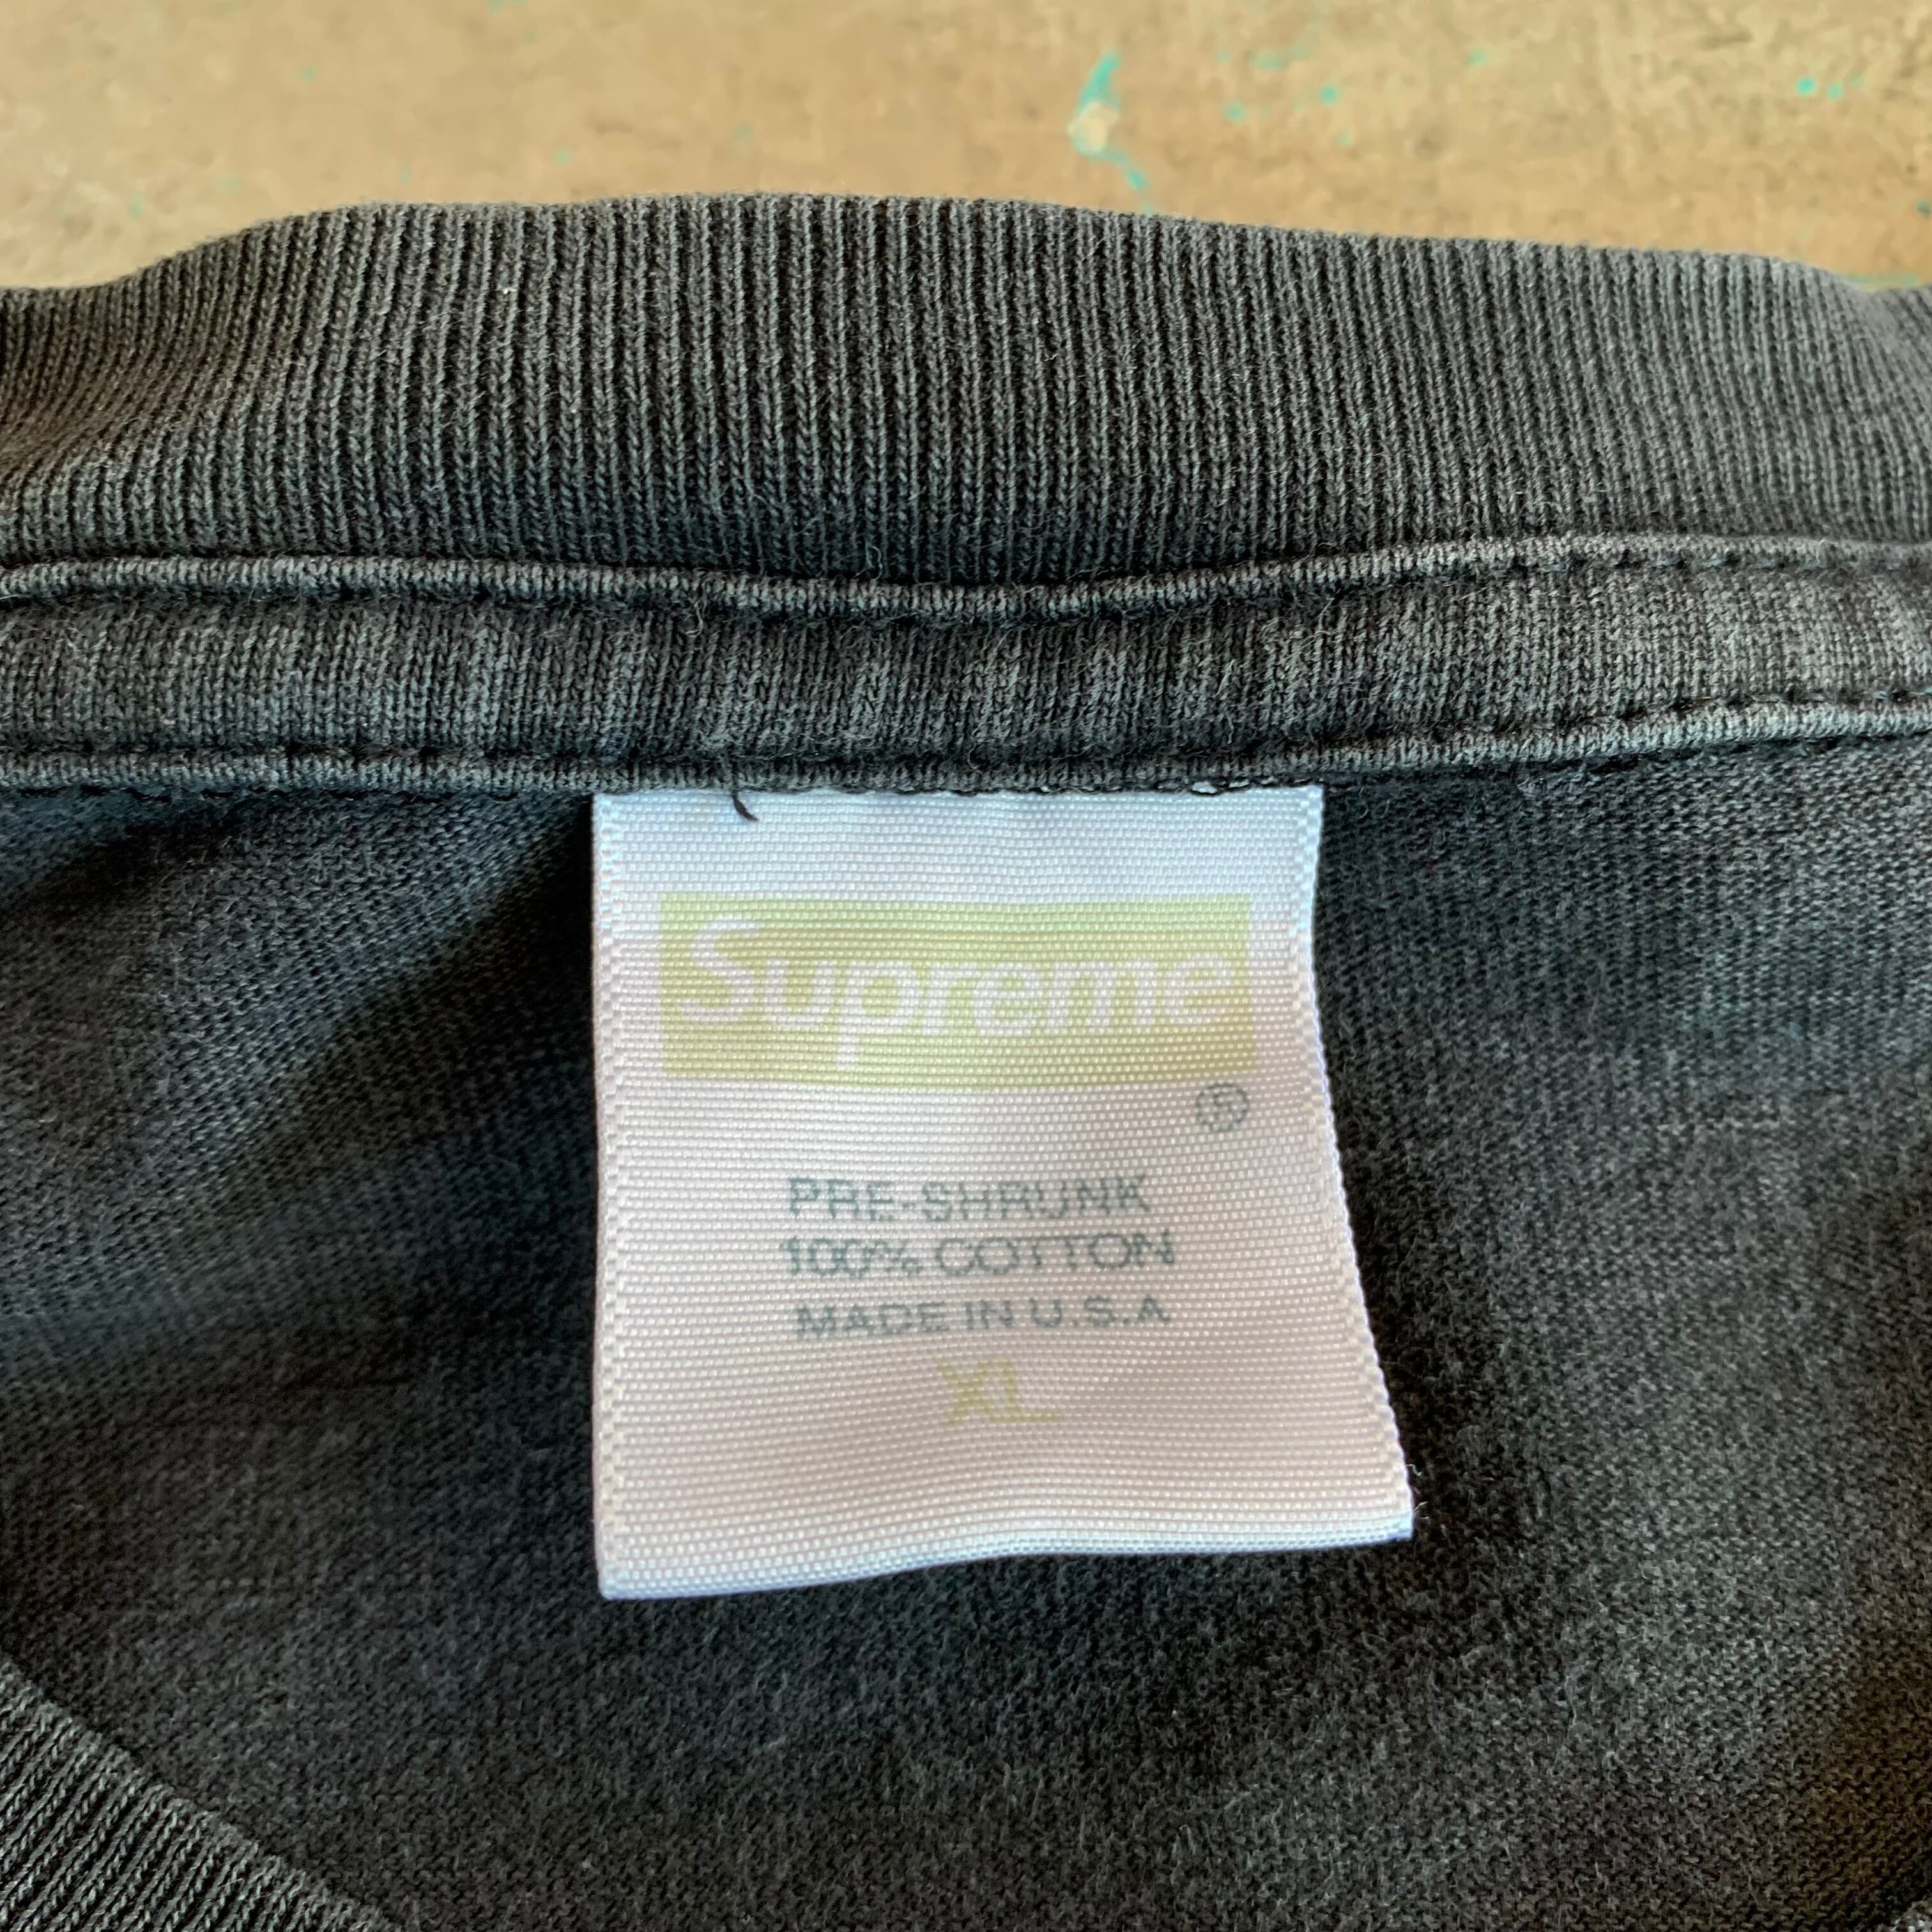 Supreme
®
PRE-SHRUNK
100% COTTON
MADE IN U.S.A
XL